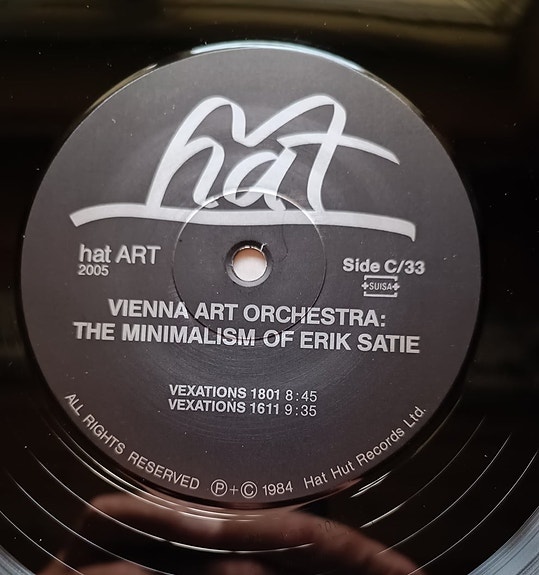 hat
hat ART
2005
Side C/33
SUISA
VIENNA ART ORCHESTRA:
THE MINIMALISM OF ERIK SATIE
VEXATIONS 1801 8:45
VEXATIONS 1611 9:35
ALL RIGHTS RESERVED Ⓟ+© 1984 Hat Hut Records Ltd.